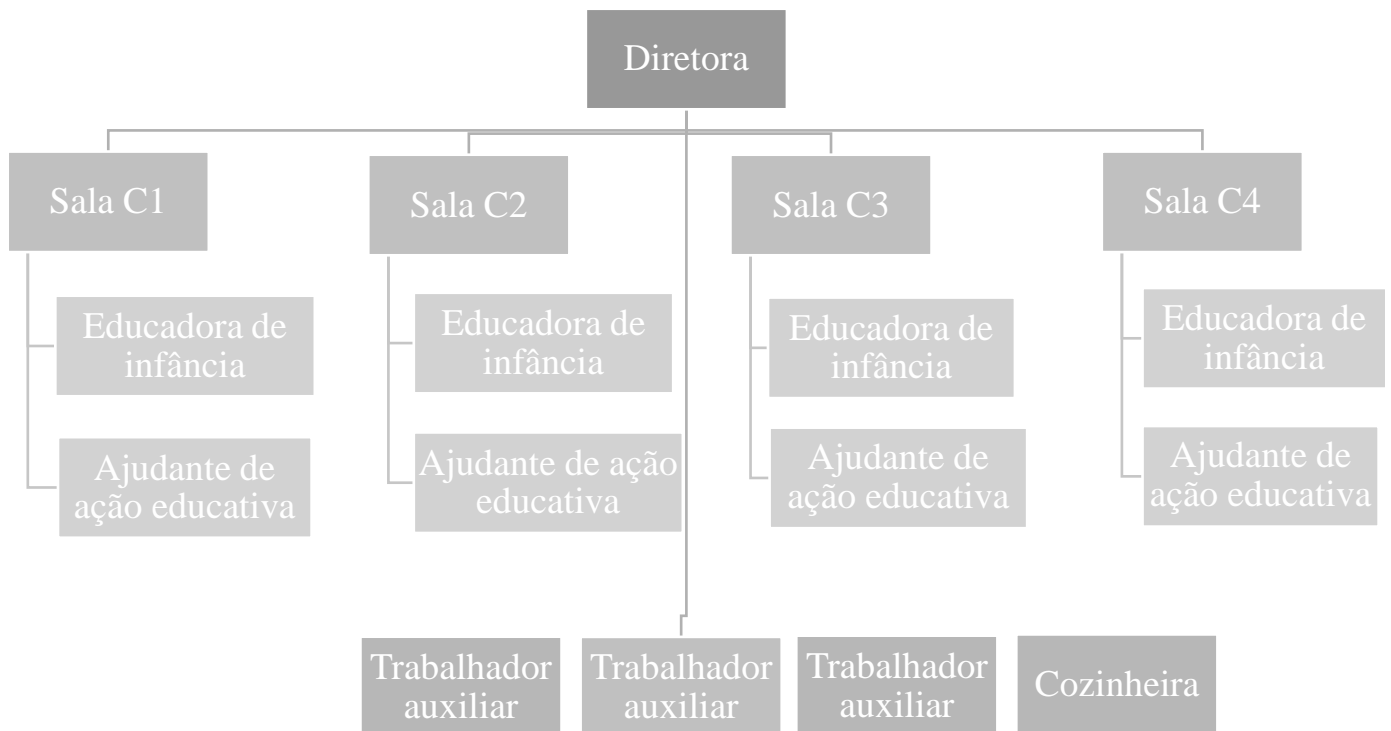 Diretora
Sala C1
Sala C2
Sala C3
Sala C4
Educadora de
infância
Educadora de
infância
Educadora de
infância
Educadora de
infância
Ajudante de
ação educativa
Ajudante de ação
educativa
Ajudante de
ação educativa
Ajudante de
ação educativa
Trabalhador
auxiliar
Trabalhador
auxiliar
Trabalhador
auxiliar
Cozinheira